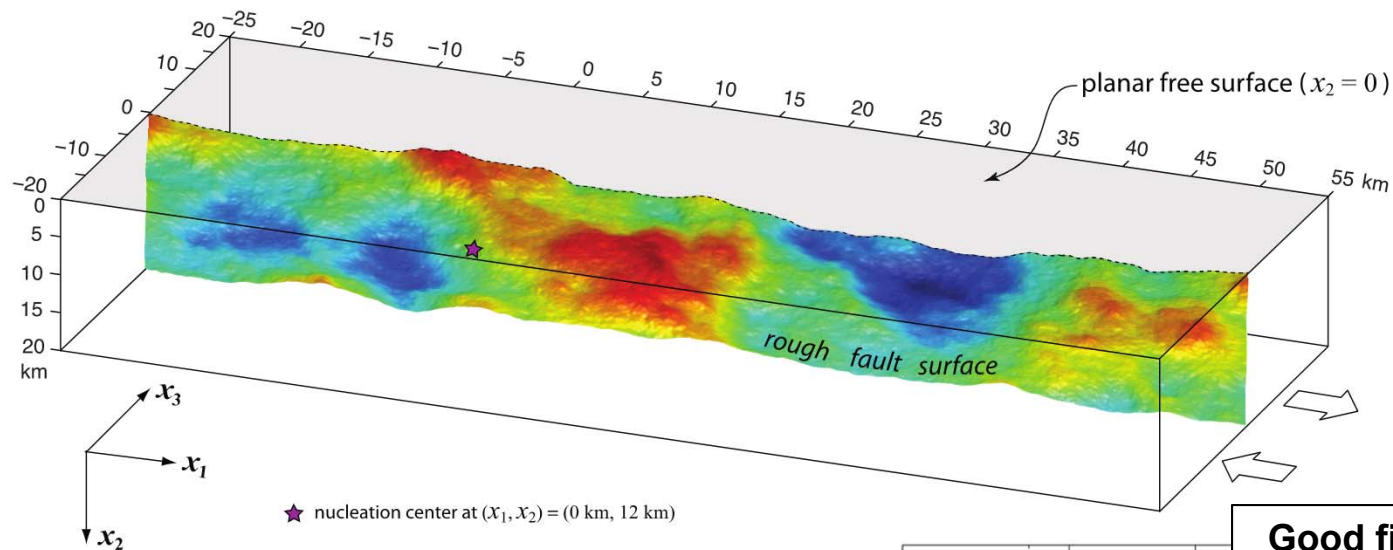 −25 −20 −15 −10 −5 0 5 10 15 20 25 30 35 40 45 50 55 km
20
10
0
−10
−20
planar free surface (x₂ = 0)
0
5
10
15
20
km
rough fault surface
x₃
x₁
x₂
nucleation center at (x₁, x₂) = (0 km, 12 km)
Good fi